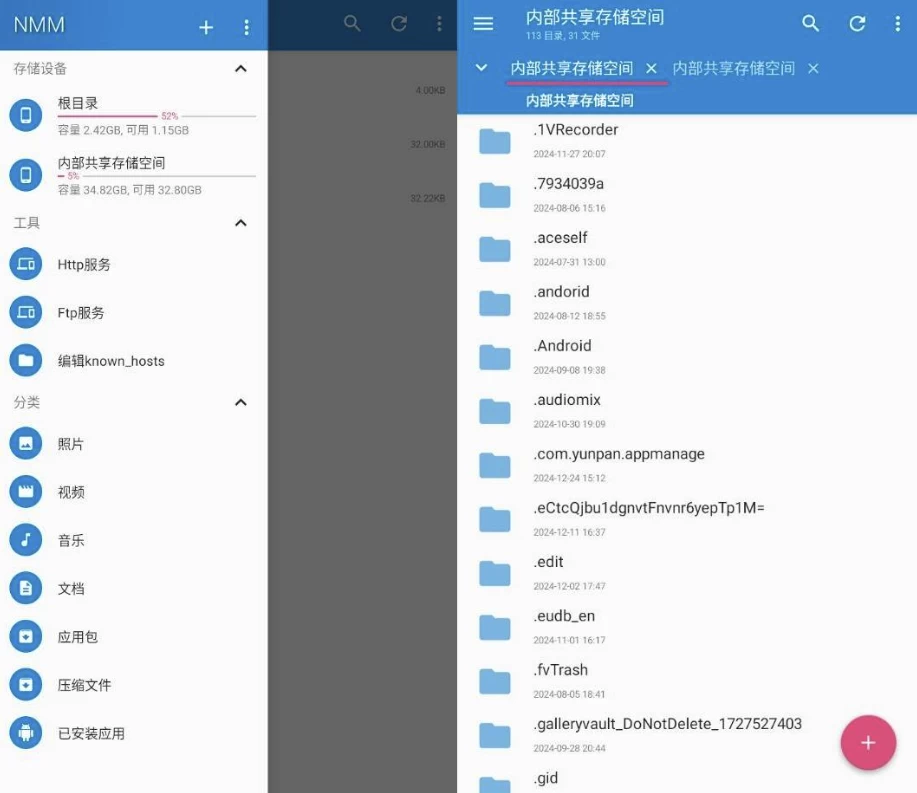 NMM
存储设备
根目录
52%
容量 2.42GB, 可用 1.15GB
内部共享存储空间
5%
容量 34.82GB, 可用 32.80GB
工具
Http服务
Ftp服务
编辑known_hosts
分类
照片
视频
音乐
文档
应用包
压缩文件
已安装应用
4.00KB
32.00KB
32.22KB
内部共享存储空间
113 目录, 31 文件
内部共享存储空间 内部共享存储空间
内部共享存储空间
.1VRecorder
2024-11-27 20:07
.7934039a
2024-08-06 15:16
.aceself
2024-07-31 13:00
.andorid
2024-08-12 18:55
.Android
2024-09-08 19:38
.audiomix
2024-10-30 19:09
.com.yunpan.appmanage
2024-12-24 15:12
.eCtcQjbu1dgnvtFnvnr6yepTp1M=
2024-12-11 16:37
.edit
2024-12-02 17:47
.eudb_en
2024-11-01 16:17
.fvTrash
2024-08-05 18:41
.galleryvault_DoNotDelete_1727527403
2024-09-28 20:44
.gid